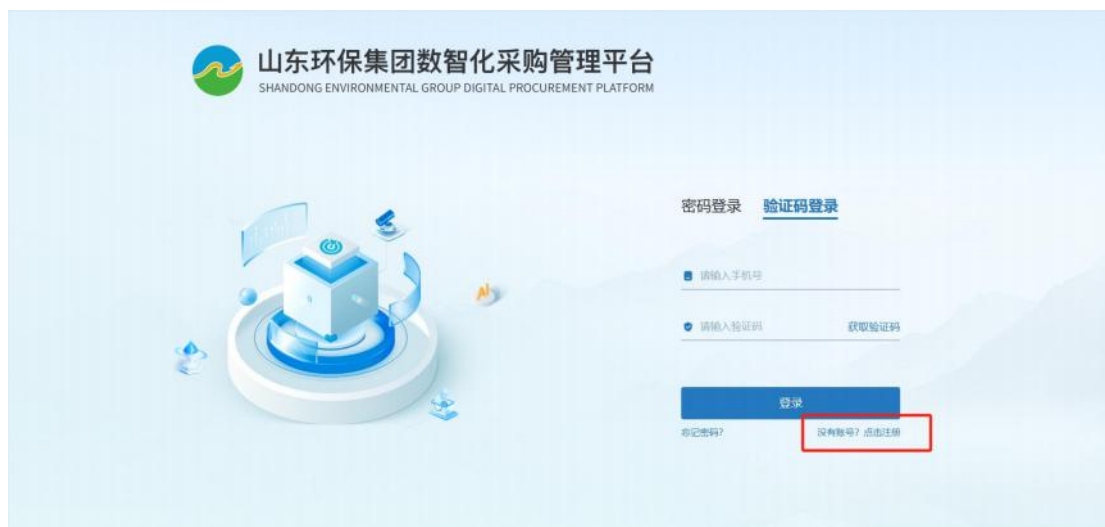 山东环保集团数智化采购管理平台
SHANDONG ENVIRONMENTAL GROUP DIGITAL PROCUREMENT PLATFORM
密码登录 验证码登录
请输入手机号
请输入验证码 获取验证码
AI
登录
忘记密码? 没有账号? 点击注册